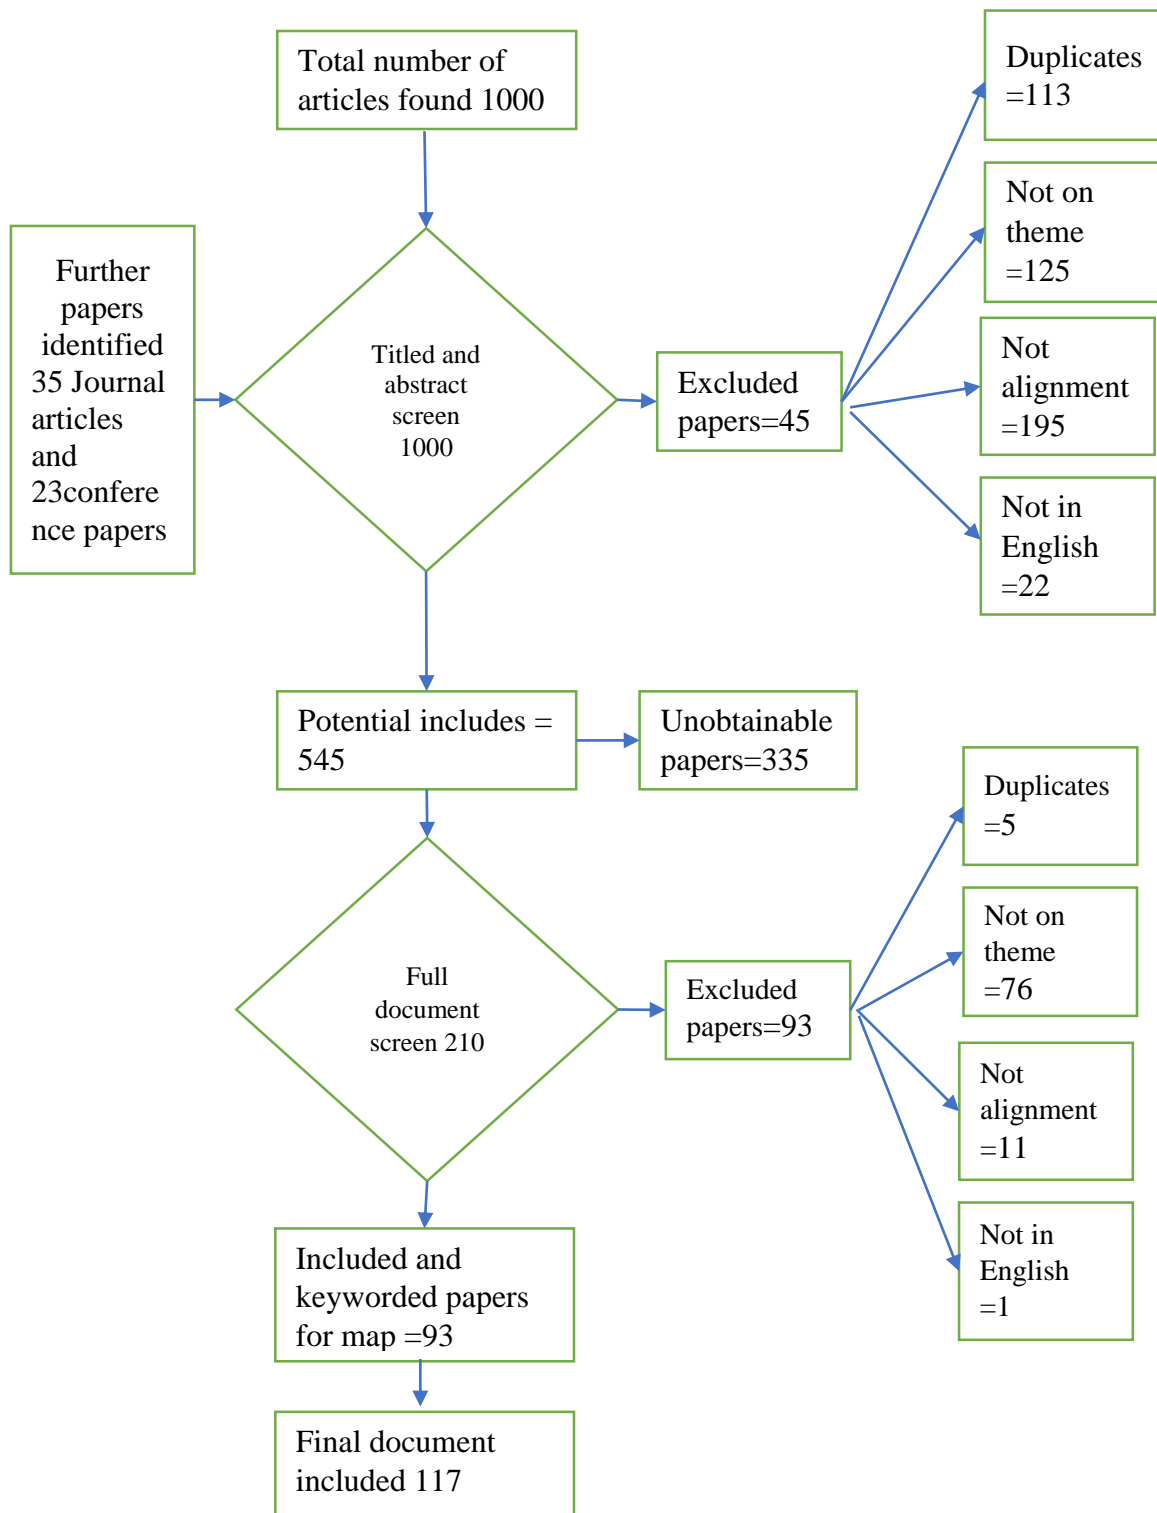 Total number of
articles found 1000
Duplicates
=113
Not on
theme
=125
Further
papers
identified
35 Journal
articles
and
23confere
nce papers
Titled and
abstract
screen
1000
Excluded
papers=45
Not
alignment
=195
Not in
English
=22
Potential includes =
545
Unobtainable
papers=335
Duplicates
=5
Not on
theme
=76
Full
document
screen 210
Excluded
papers=93
Not
alignment
=11
Not in
English
=1
Included and
keyworded papers
for map =93
Final document
included 117